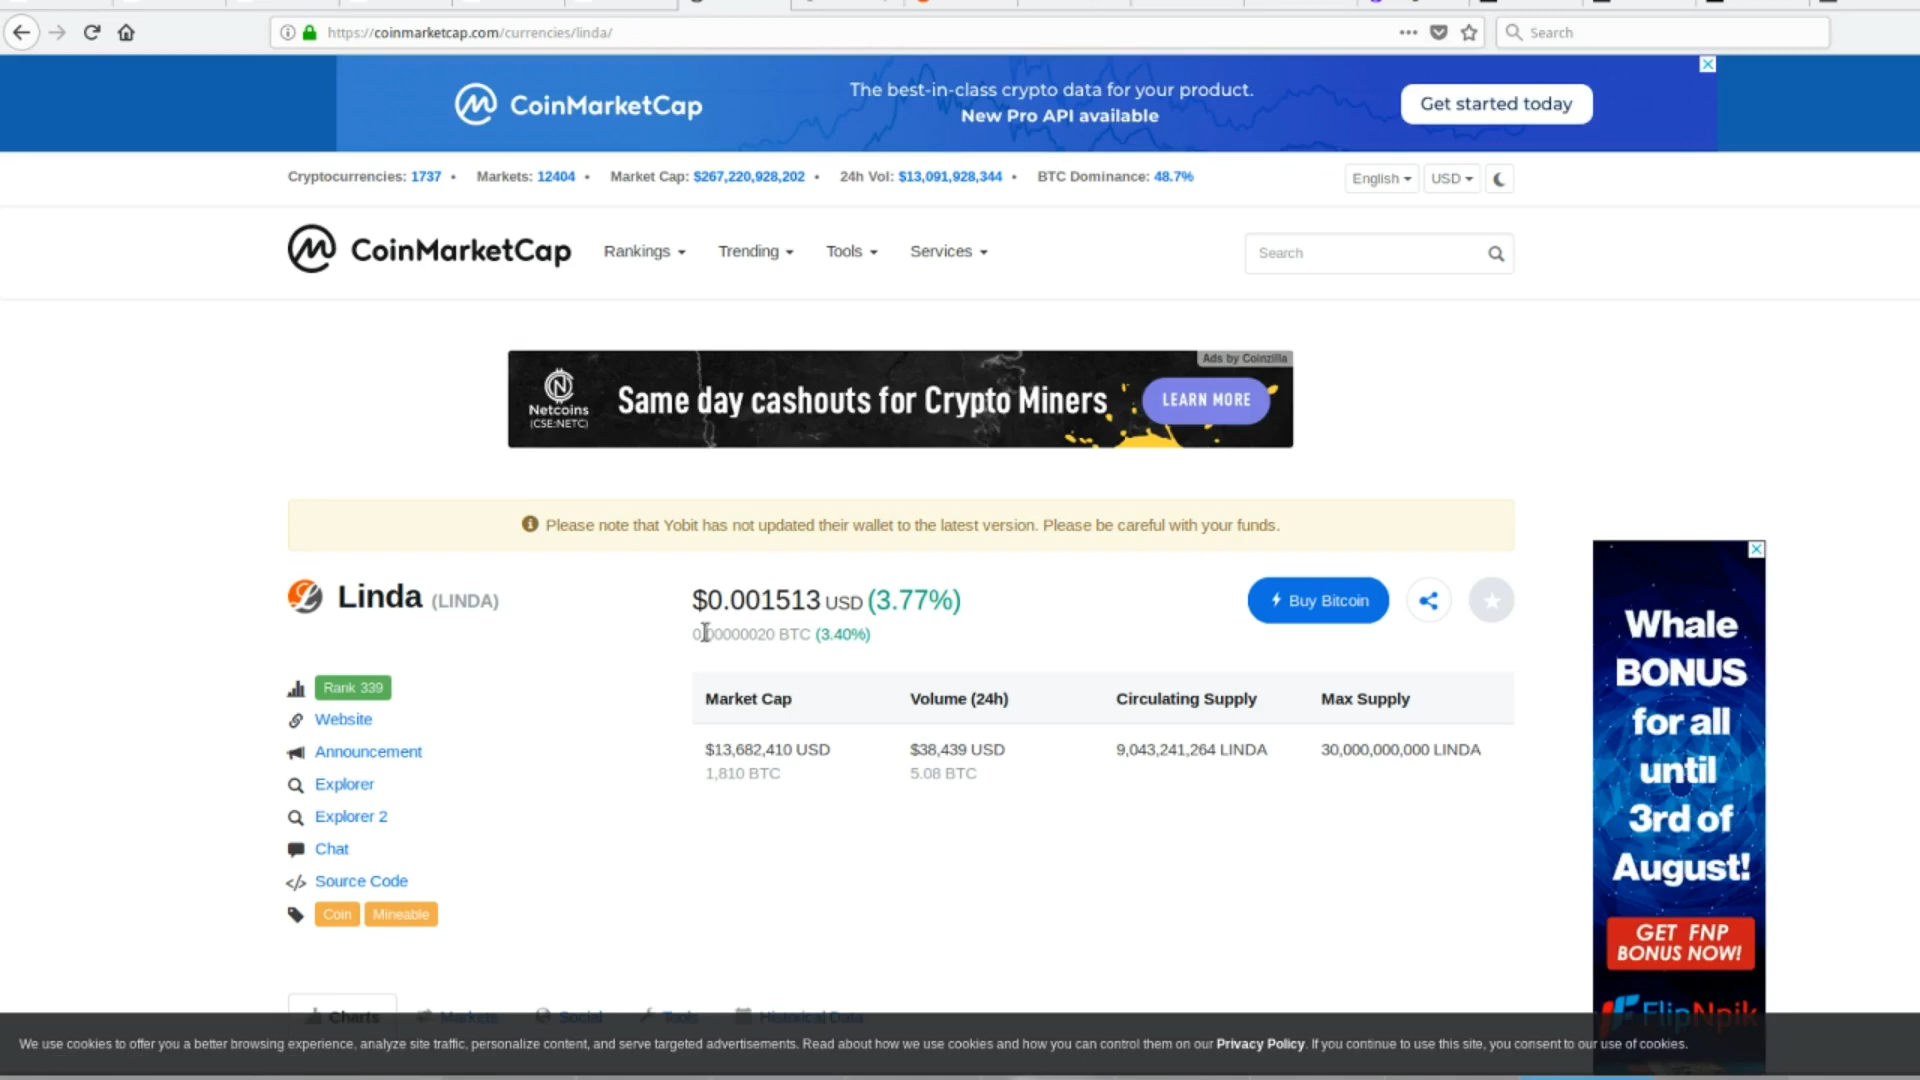 https://coinmarketcap.com/currencies/linda/
Search
CoinMarketCap
The best-in-class crypto data for your product.
New Pro API available
Get started today
Cryptocurrencies: 1737 • Markets: 12404 • Market Cap: $267,220,928,202 • 24h Vol: $13,091,928,344 • BTC Dominance: 48.7%
English
USD
CoinMarketCap
Rankings
Trending
Tools
Services
Search
Ads by Coinzilla
Netcoins
(CSE:NETC)
Same day cashouts for Crypto Miners
LEARN MORE
Please note that Yobit has not updated their wallet to the latest version. Please be careful with your funds.
Linda (LINDA)
$0.001513 USD (3.77%)
0.00000020 BTC (3.40%)
Buy Bitcoin
Rank 339
Website
Announcement
Explorer
Explorer 2
Chat
Source Code
Coin Mineable
Market Cap Volume (24h) Circulating Supply Max Supply
$13,682,410 USD $38,439 USD 9,043,241,264 LINDA 30,000,000,000 LINDA
1,810 BTC 5.08 BTC
Whale
BONUS
for all
until
3rd of
August!
GET FNP
BONUS NOW!
FlipNpik
Charts Markets Social Tools Historical Data
We use cookies to offer you a better browsing experience, analyze site traffic, personalize content, and serve targeted advertisements. Read about how we use cookies and how you can control them on our Privacy Policy. If you continue to use this site, you consent to our use of cookies.